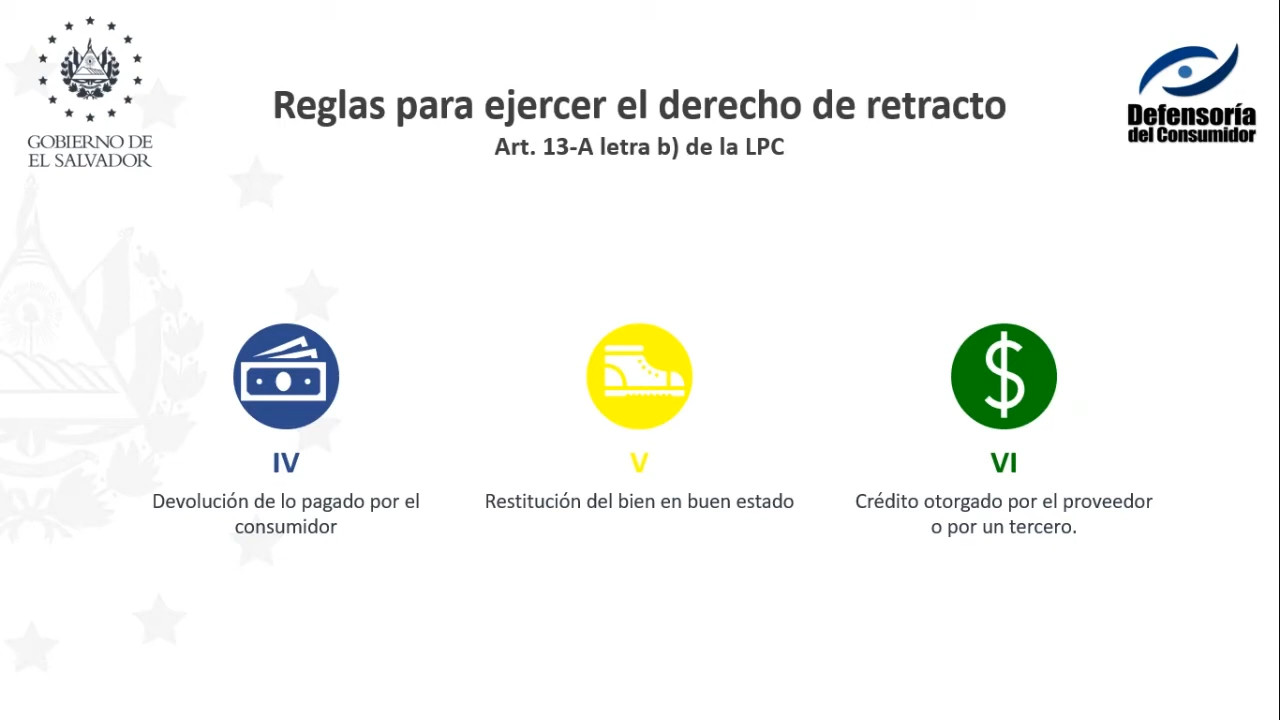 GOBIERNO DE
EL SALVADOR
Reglas para ejercer el derecho de retracto
Art. 13-A letra b) de la LPC
Defensoría
del Consumidor
IV
Devolución de lo pagado por el
consumidor
V
Restitución del bien en buen estado
VI
Crédito otorgado por el proveedor
o por un tercero.